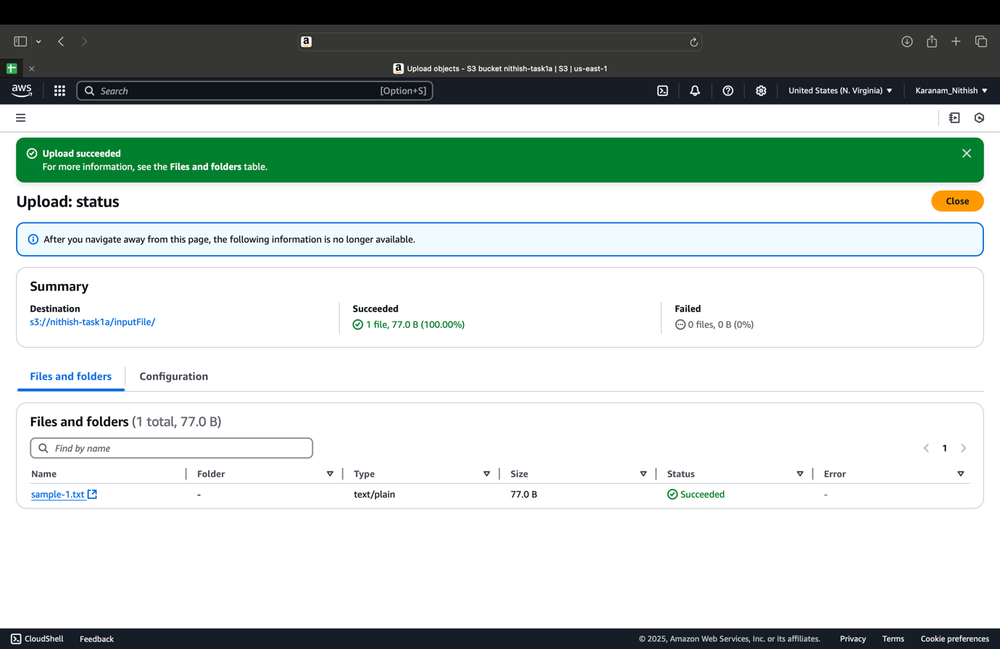 Upload objects - S3 bucket nithish-task1a | S3 | us-east-1
aws
Search [Option+S]
United States (N. Virginia)
Karanam_Nithish
Upload succeeded
For more information, see the Files and folders table.
Upload: status
Close
After you navigate away from this page, the following information is no longer available.
Summary
Destination
s3://nithish-task1a/inputFile/
Succeeded
1 file, 77.0 B (100.00%)
Failed
0 files, 0 B (0%)
Files and folders
Configuration
Files and folders (1 total, 77.0 B)
Find by name
1
Name Folder Type Size Status Error
sample-1.txt - text/plain 77.0 B Succeeded -
CloudShell Feedback © 2025, Amazon Web Services, Inc. or its affiliates. Privacy Terms Cookie preferences